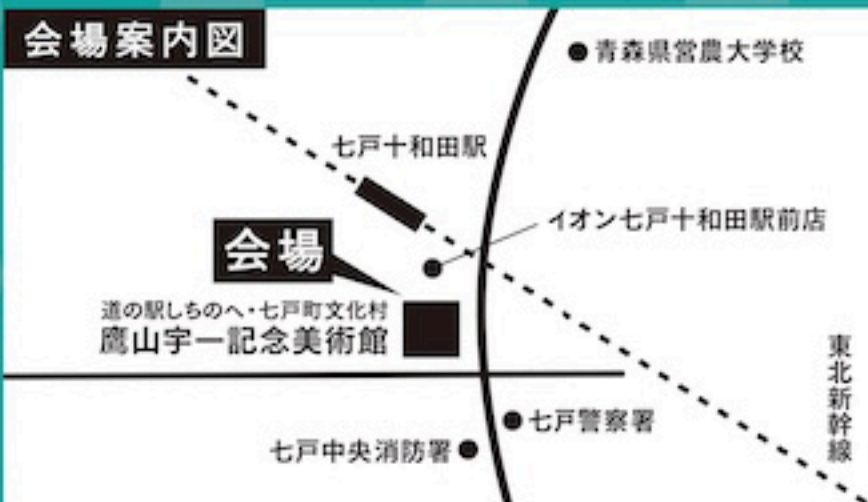 会場案内図
青森県営農大学校
七戸十和田駅
イオン七戸十和田駅前店
会場
道の駅しちのへ・七戸町文化村
鷹山宇一記念美術館
東北新幹線
七戸警察署
七戸中央消防署